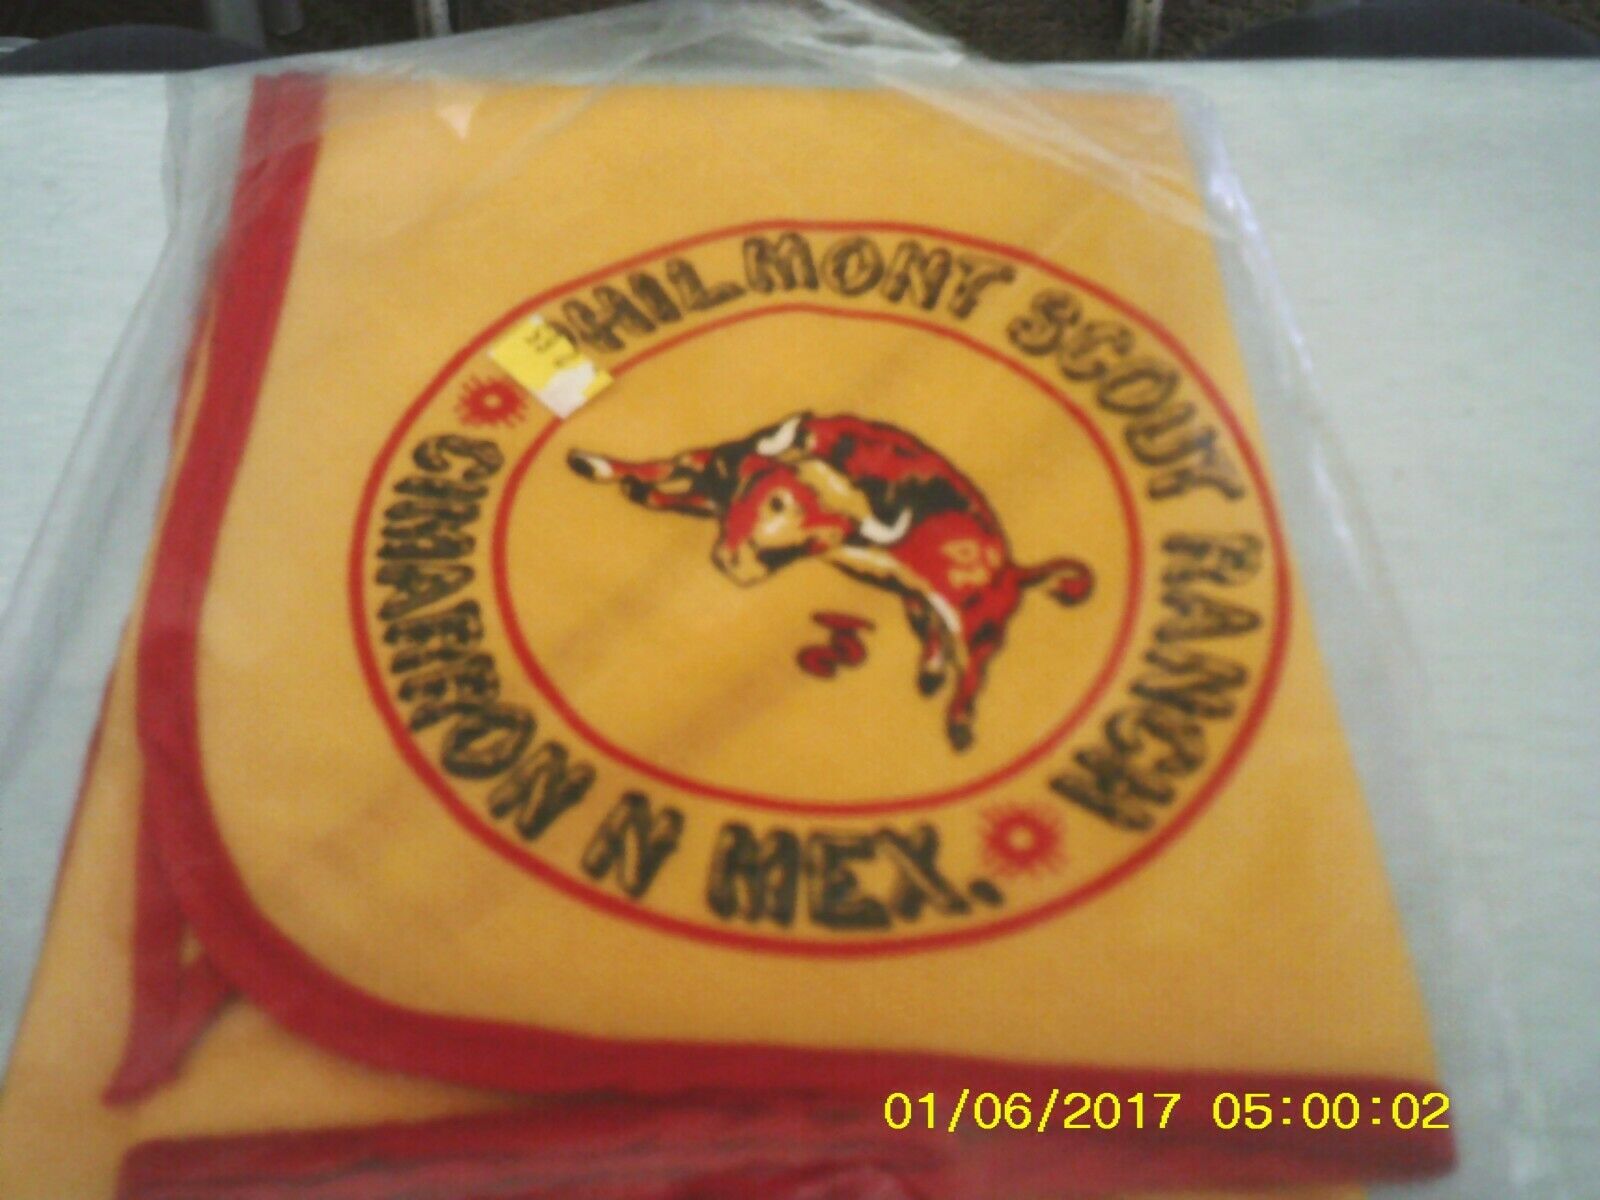 PHILMONT SCOUT RANCH
CIMARRON N MEX.
01/06/2017 05:00:02